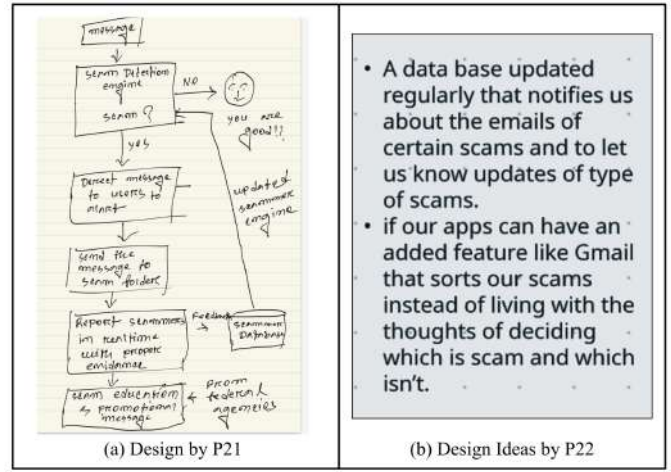 message
scam Detection
engine
scam ?
NO
you are
good!!
yes
Direct message
to users to
alert
updated
scammer
engine
send the
message to
scam folder
Report scammers
in realtime
with proper
evidence
Feedback
scammer
Database
scam education
& promotional
message
from
federal
agencies
(a) Design by P21
• A data base updated
regularly that notifies us
about the emails of
certain scams and to let
us know updates of type
of scams.
• if our apps can have an
added feature like Gmail
that sorts our scams
instead of living with the
thoughts of deciding
which is scam and which
isn't.
(b) Design Ideas by P22